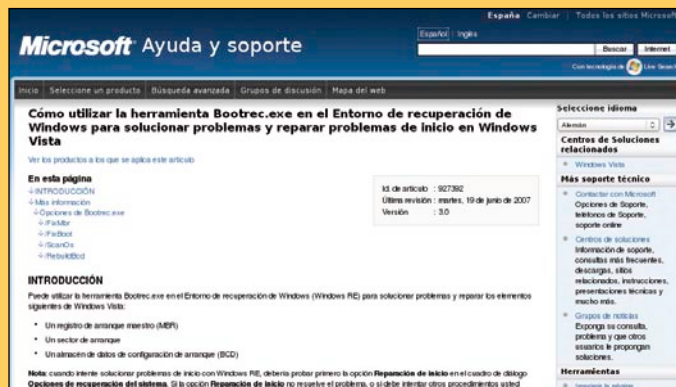 España Cambiar | Todos los sitios Microsoft
Microsoft Ayuda y soporte
Español | Inglés
Buscar Internet
Con tecnología de Live Search
Inicio | Seleccione un producto | Búsqueda avanzada | Grupos de discusión | Mapa del web
Cómo utilizar la herramienta Bootrec.exe en el Entorno de recuperación de
Windows para solucionar problemas y reparar problemas de inicio en Windows
Vista
Ver los productos a los que se aplica este artículo
En esta página
INTRODUCCIÓN
Más información
Opciones de Bootrec.exe
/FixMbr
/FixBoot
/ScanOs
/RebuildBcd
Id. de artículo : 927392
Última revisión : martes, 19 de junio de 2007
Versión : 3.0
INTRODUCCIÓN
Puede utilizar la herramienta Bootrec.exe en el Entorno de recuperación de Windows (Windows RE) para solucionar problemas y reparar los elementos
siguientes de Windows Vista:
• Un registro de arranque maestro (MBR)
• Un sector de arranque
• Un almacén de datos de configuración de arranque (BCD)
Nota: cuando intente solucionar problemas de inicio con Windows RE, debería probar primero la opción Reparación de inicio en el cuadro de diálogo
Opciones de recuperación del sistema. Si la opción Reparación de inicio no resuelve el problema, o si debe intentar otros procedimientos usted
Seleccione idioma
Alemán
Centros de Soluciones
relacionados
Windows Vista
Más soporte técnico
Contactar con Microsoft
Opciones de Soporte,
teléfonos de Soporte,
soporte online
Centros de soluciones
Información de soporte,
consultas más frecuentes,
descargas, sitios
relacionados, instrucciones,
presentaciones técnicas y
mucho más.
Grupos de noticias
Exponga su consulta,
problema y que otros
usuarios le propongan
soluciones.
Herramientas
Imprimir la página